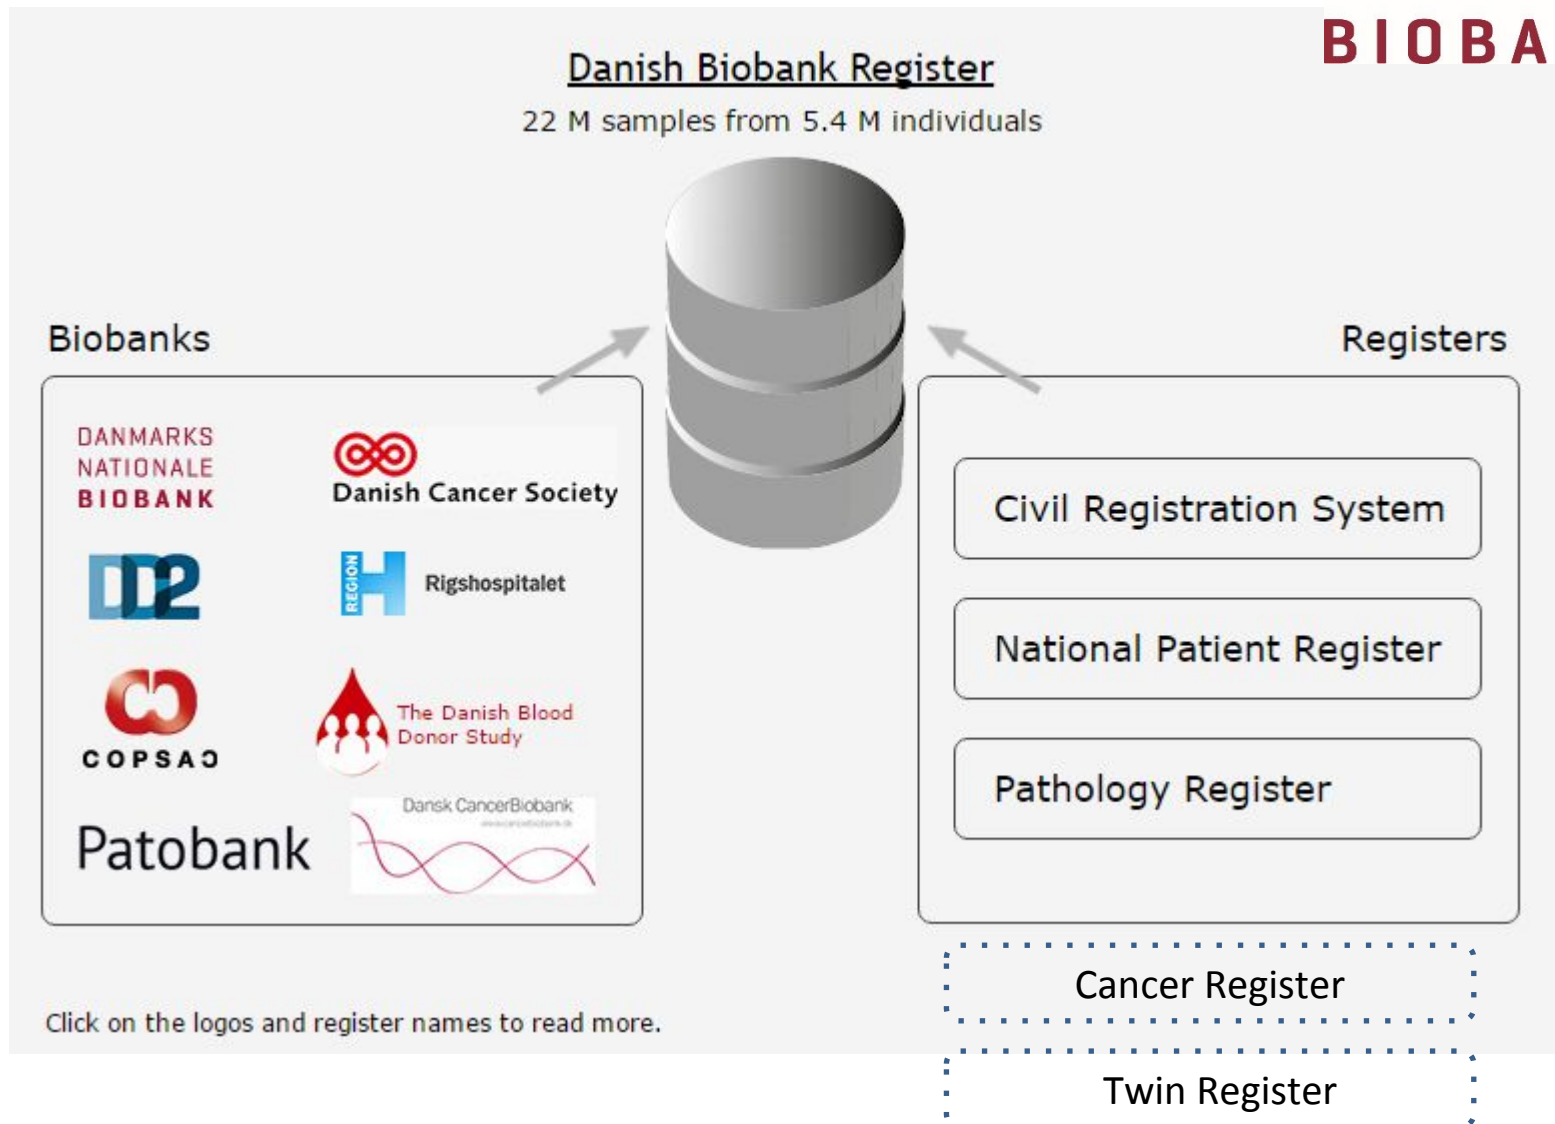 BIOBA
Danish Biobank Register
22 M samples from 5.4 M individuals
Biobanks
Registers
DANMARKS
NATIONALE
BIOBANK
Danish Cancer Society
DD2
REGION H
Rigshospitalet
COPSAC
The Danish Blood
Donor Study
Patobank
Dansk CancerBiobank
Civil Registration System
National Patient Register
Pathology Register
Cancer Register
Twin Register
Click on the logos and register names to read more.